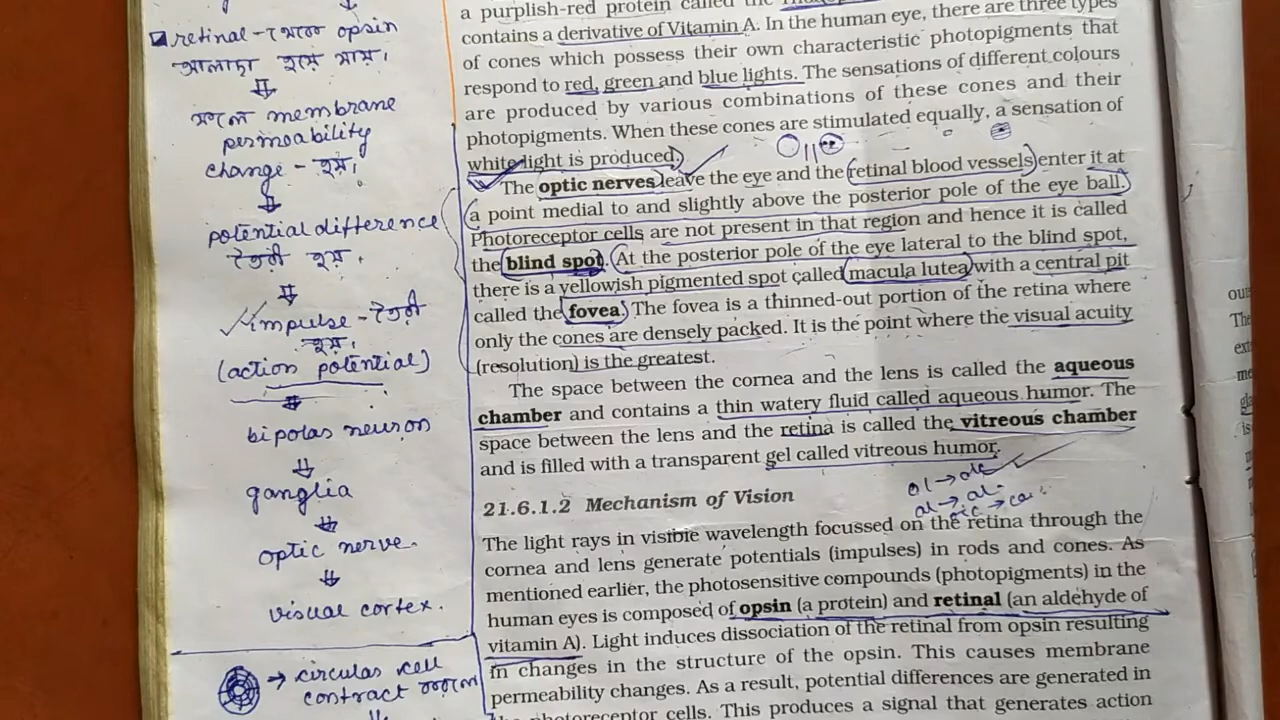 retinal - থেকে opsin
আলাদা হয়ে যায়।
ফলে membrane
permeability
change - হয়।
potential difference
তৈরী হয়.
impulse - তৈরী
হয়।
(action potential)
bipolas neuron
ganglia
optic nerve.
visual cortex.
→ circular cell
contract করলে
a purplish-red protein called the
contains a derivative of Vitamin A. In the human eye, there are three types
of cones which possess their own characteristic photopigments that
respond to red, green and blue lights. The sensations of different colours
are produced by various combinations of these cones and their
photopigments. When these cones are stimulated equally, a sensation of
white light is produced.
The optic nerves leave the eye and the retinal blood vessels enter it at
a point medial to and slightly above the posterior pole of the eye ball.
Photoreceptor cells are not present in that region and hence it is called
the blind spot. At the posterior pole of the eye lateral to the blind spot,
there is a yellowish pigmented spot called macula lutea with a central pit
called the fovea. The fovea is a thinned-out portion of the retina where
only the cones are densely packed. It is the point where the visual acuity
(resolution) is the greatest.
The space between the cornea and the lens is called the aqueous
chamber and contains a thin watery fluid called aqueous humor. The
space between the lens and the retina is called the vitreous chamber
and is filled with a transparent gel called vitreous humor.
21.6.1.2 Mechanism of Vision
The light rays in visible wavelength focussed on the retina through the
cornea and lens generate potentials (impulses) in rods and cones. As
mentioned earlier, the photosensitive compounds (photopigments) in the
human eyes is composed of opsin (a protein) and retinal (an aldehyde of
vitamin A). Light induces dissociation of the retinal from opsin resulting
in changes in the structure of the opsin. This causes membrane
permeability changes. As a result, potential differences are generated in
photoreceptor cells. This produces a signal that generates action